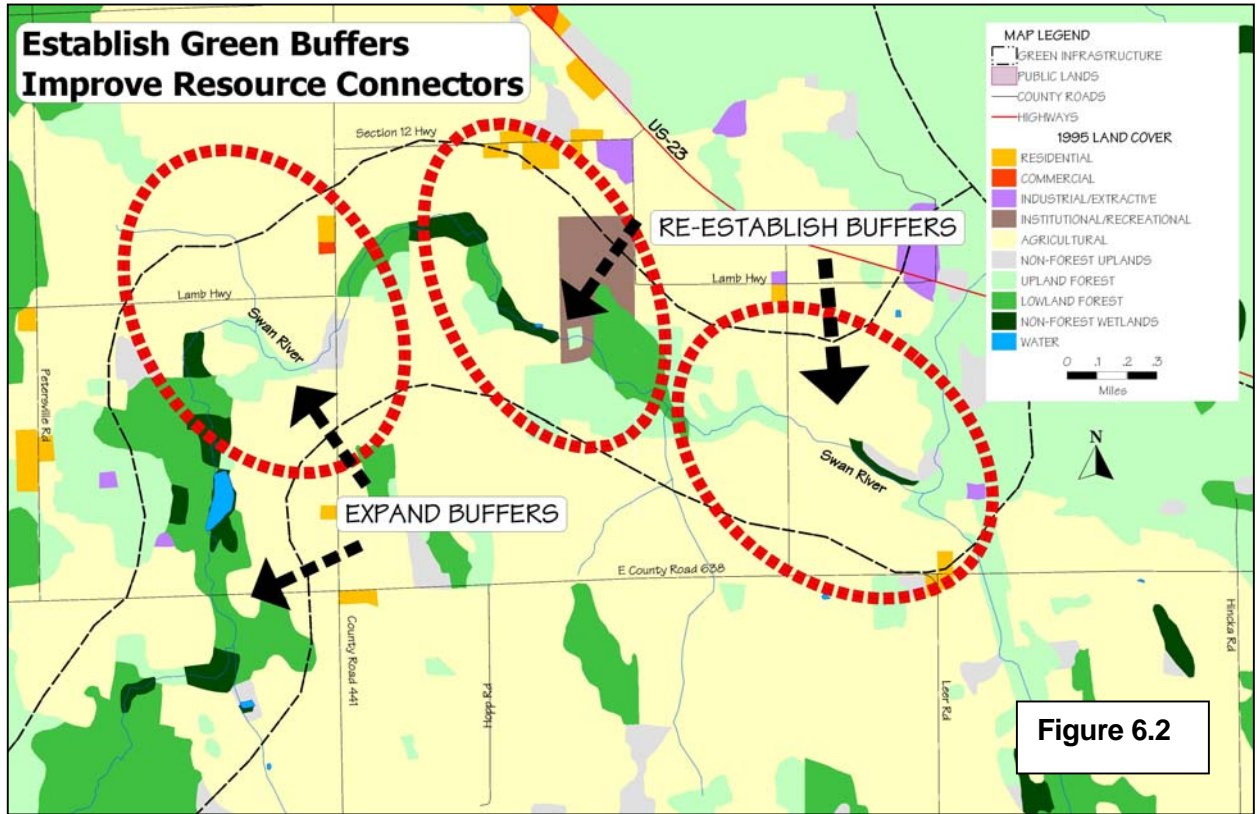 Establish Green Buffers
Improve Resource Connectors
MAP LEGEND
GREEN INFRASTRUCTURE
PUBLIC LANDS
COUNTY ROADS
HIGHWAYS
1995 LAND COVER
RESIDENTIAL
COMMERCIAL
INDUSTRIAL/EXTRACTIVE
INSTITUTIONAL/RECREATIONAL
AGRICULTURAL
NON-FOREST UPLANDS
UPLAND FOREST
LOWLAND FOREST
NON-FOREST WETLANDS
WATER
0 .1 .2 .3
Miles
Section 12 Hwy
US-23
RE-ESTABLISH BUFFERS
Lamb Hwy
Lamb Hwy
Swan River
Petersville Rd
N
Swan River
EXPAND BUFFERS
E County Road 638
County Road 441
Hopp Rd
Leer Rd
Hincka Rd
Figure 6.2